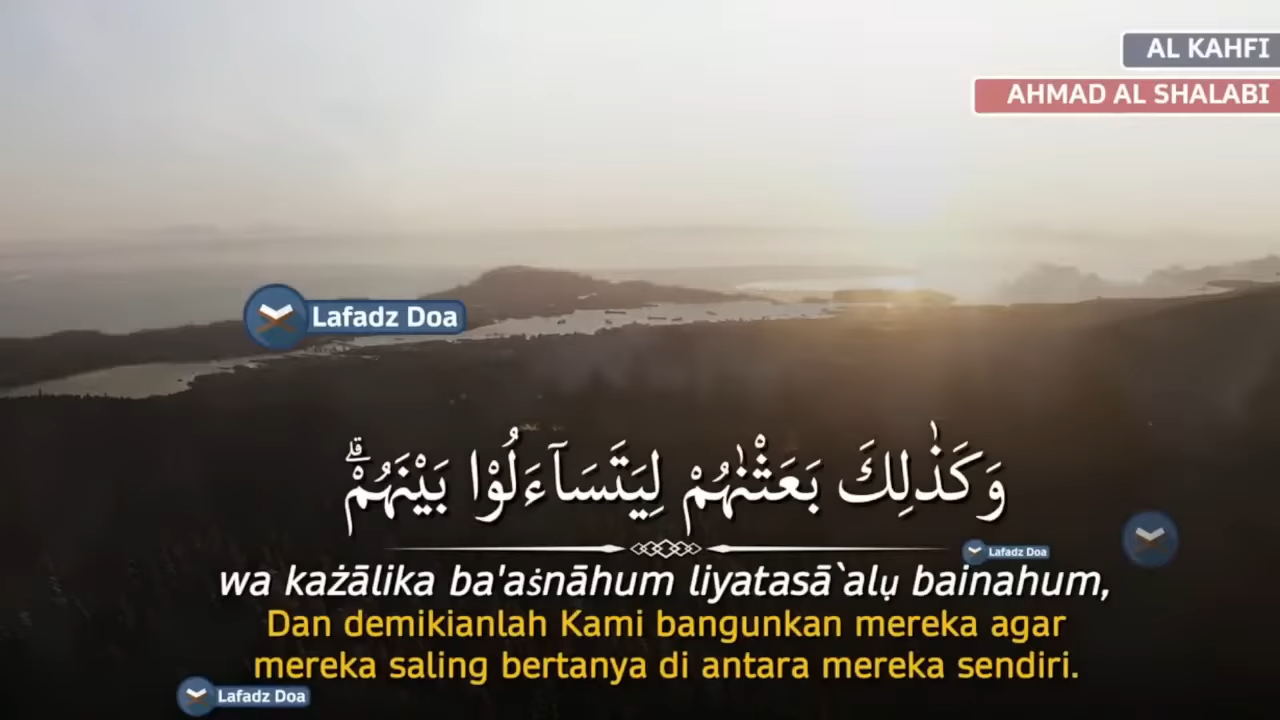 AL KAHFI
AHMAD AL SHALABI
Lafadz Doa
وَكَذٰلِكَ بَعَثْنٰهُمْ لِيَتَسَاۤءَلُوْا بَيْنَهُمْۗ
Lafadz Doa
wa każālika ba'aṡnāhum liyatasā`alụ bainahum,
Dan demikianlah Kami bangunkan mereka agar
mereka saling bertanya di antara mereka sendiri.
Lafadz Doa